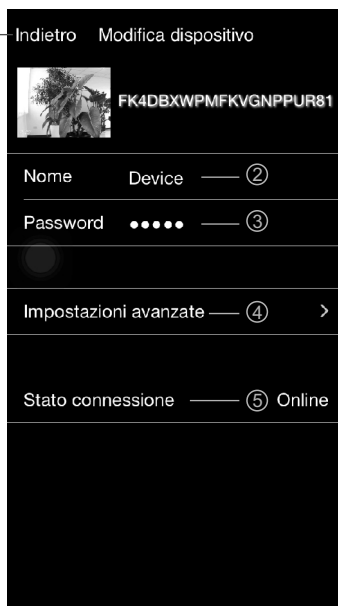 Indietro Modifica dispositivo
FK4DBXWPMFKVGNPPUR81
Nome Device ②
Password ●●●●● ③
Impostazioni avanzate ④ >
Stato connessione ⑤ Online